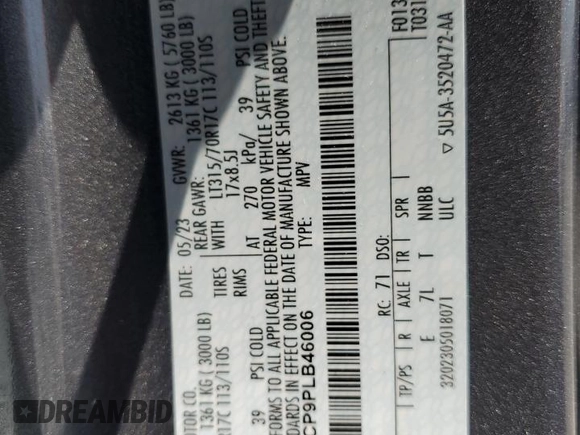 OTOR CO.
DATE: 05/23
GVWR: 2613 KG ( 5760 LB)
1361 KG ( 3000 LB)
REAR GAWR: 1361 KG ( 3000 LB)
R17C 113/110S
TIRES WITH LT315/70R17C 113/110S
RIMS 17x8.5J
39 PSI COLD
AT 270 kPa/ 39 PSI COLD
FORMS TO ALL APPLICABLE FEDERAL MOTOR VEHICLE SAFETY AND THEFT
DARDS IN EFFECT ON THE DATE OF MANUFACTURE SHOWN ABOVE.
CP9PLB46006
TYPE: MPV
F013
T031
RC: 71 DSO:
TP/PS R AXLE TR SPR
E 7L T NNBB
3202305018071 ULC
▽ 5U5A-3520472-AA
DREAMBID